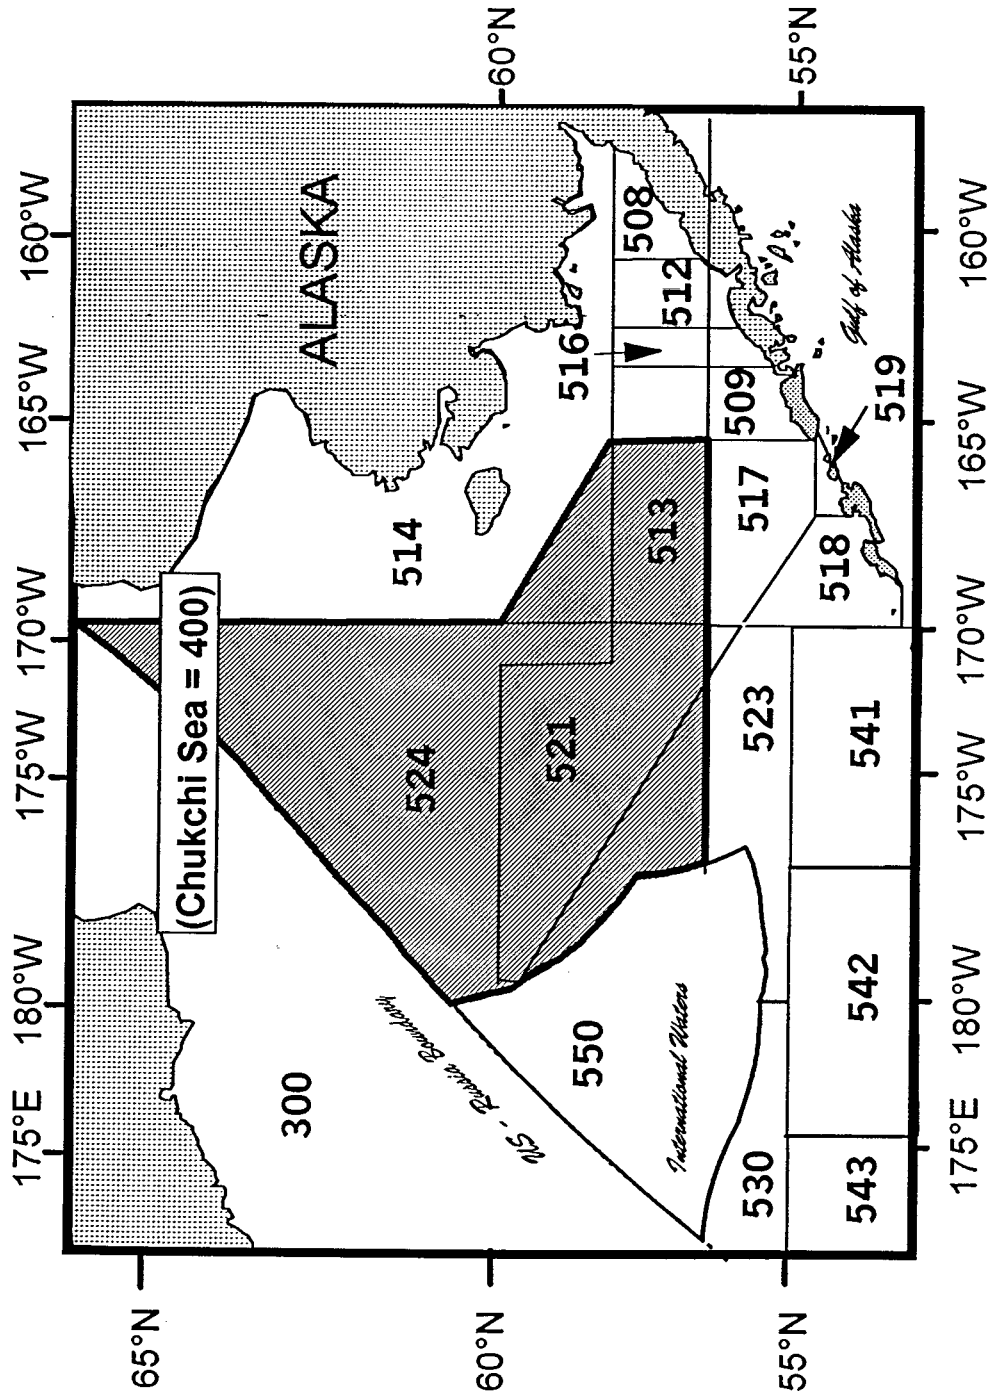 160°W
165°W
170°W
175°W
180°W
175°E
65°N
60°N
55°N
60°N
55°N
160°W
165°W
170°W
175°W
180°W
175°E
ALASKA
(Chukchi Sea = 400)
300
US - Russia Boundary
514
524
521
513
516
512
508
509
517
518
519
Gulf of Alaska
523
550
International Waters
530
541
542
543